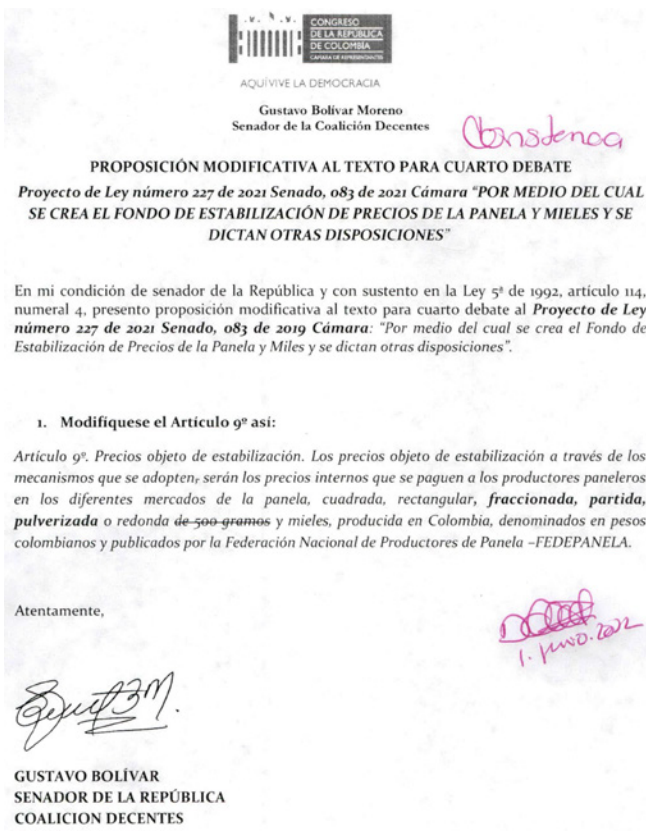 CONGRESO
DE LA REPÚBLICA
DE COLOMBIA
CÁMARA DE REPRESENTANTES
AQUÍ VIVE LA DEMOCRACIA
Gustavo Bolívar Moreno
Senador de la Coalición Decentes
Constancia
PROPOSICIÓN MODIFICATIVA AL TEXTO PARA CUARTO DEBATE
Proyecto de Ley número 227 de 2021 Senado, 083 de 2021 Cámara “POR MEDIO DEL CUAL
SE CREA EL FONDO DE ESTABILIZACIÓN DE PRECIOS DE LA PANELA Y MIELES Y SE
DICTAN OTRAS DISPOSICIONES”
En mi condición de senador de la República y con sustento en la Ley 5ª de 1992, artículo 114,
numeral 4, presento proposición modificativa al texto para cuarto debate al Proyecto de Ley
número 227 de 2021 Senado, 083 de 2019 Cámara: “Por medio del cual se crea el Fondo de
Estabilización de Precios de la Panela y Miles y se dictan otras disposiciones”.
1. Modifíquese el Artículo 9º así:
Artículo 9º. Precios objeto de estabilización. Los precios objeto de estabilización a través de los
mecanismos que se adopten, serán los precios internos que se paguen a los productores paneleros
en los diferentes mercados de la panela, cuadrada, rectangular, fraccionada, partida,
pulverizada o redonda de 500 gramos y mieles, producida en Colombia, denominados en pesos
colombianos y publicados por la Federación Nacional de Productores de Panela –FEDEPANELA.
Atentamente,
1. junio. 2022
GUSTAVO BOLÍVAR
SENADOR DE LA REPÚBLICA
COALICION DECENTES